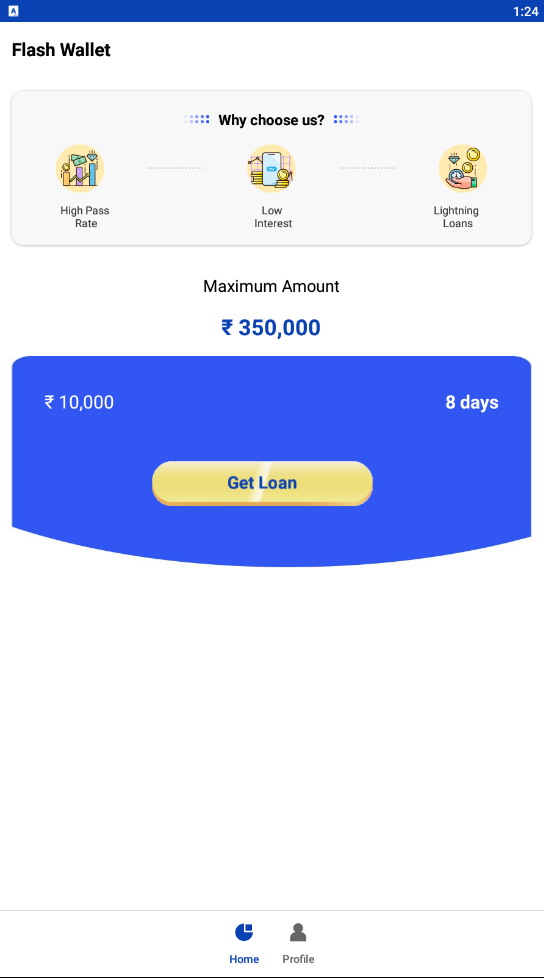 1:24
Flash Wallet
Why choose us?
High Pass
Rate
Low
Interest
Lightning
Loans
Maximum Amount
₹ 350,000
₹ 10,000
8 days
Get Loan
Home
Profile